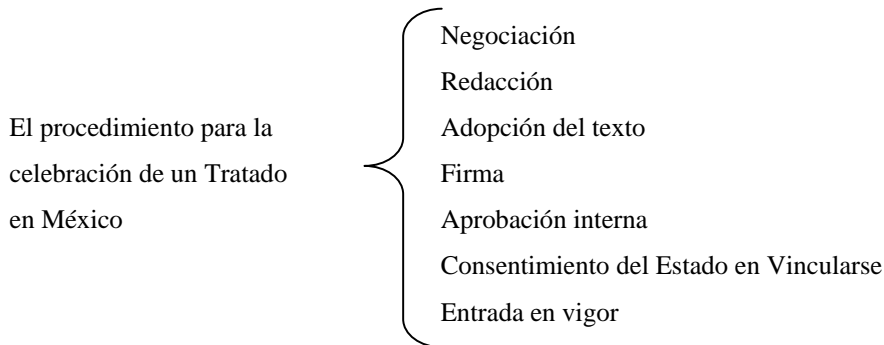 El procedimiento para la
celebración de un Tratado
en México
Negociación
Redacción
Adopción del texto
Firma
Aprobación interna
Consentimiento del Estado en Vincularse
Entrada en vigor